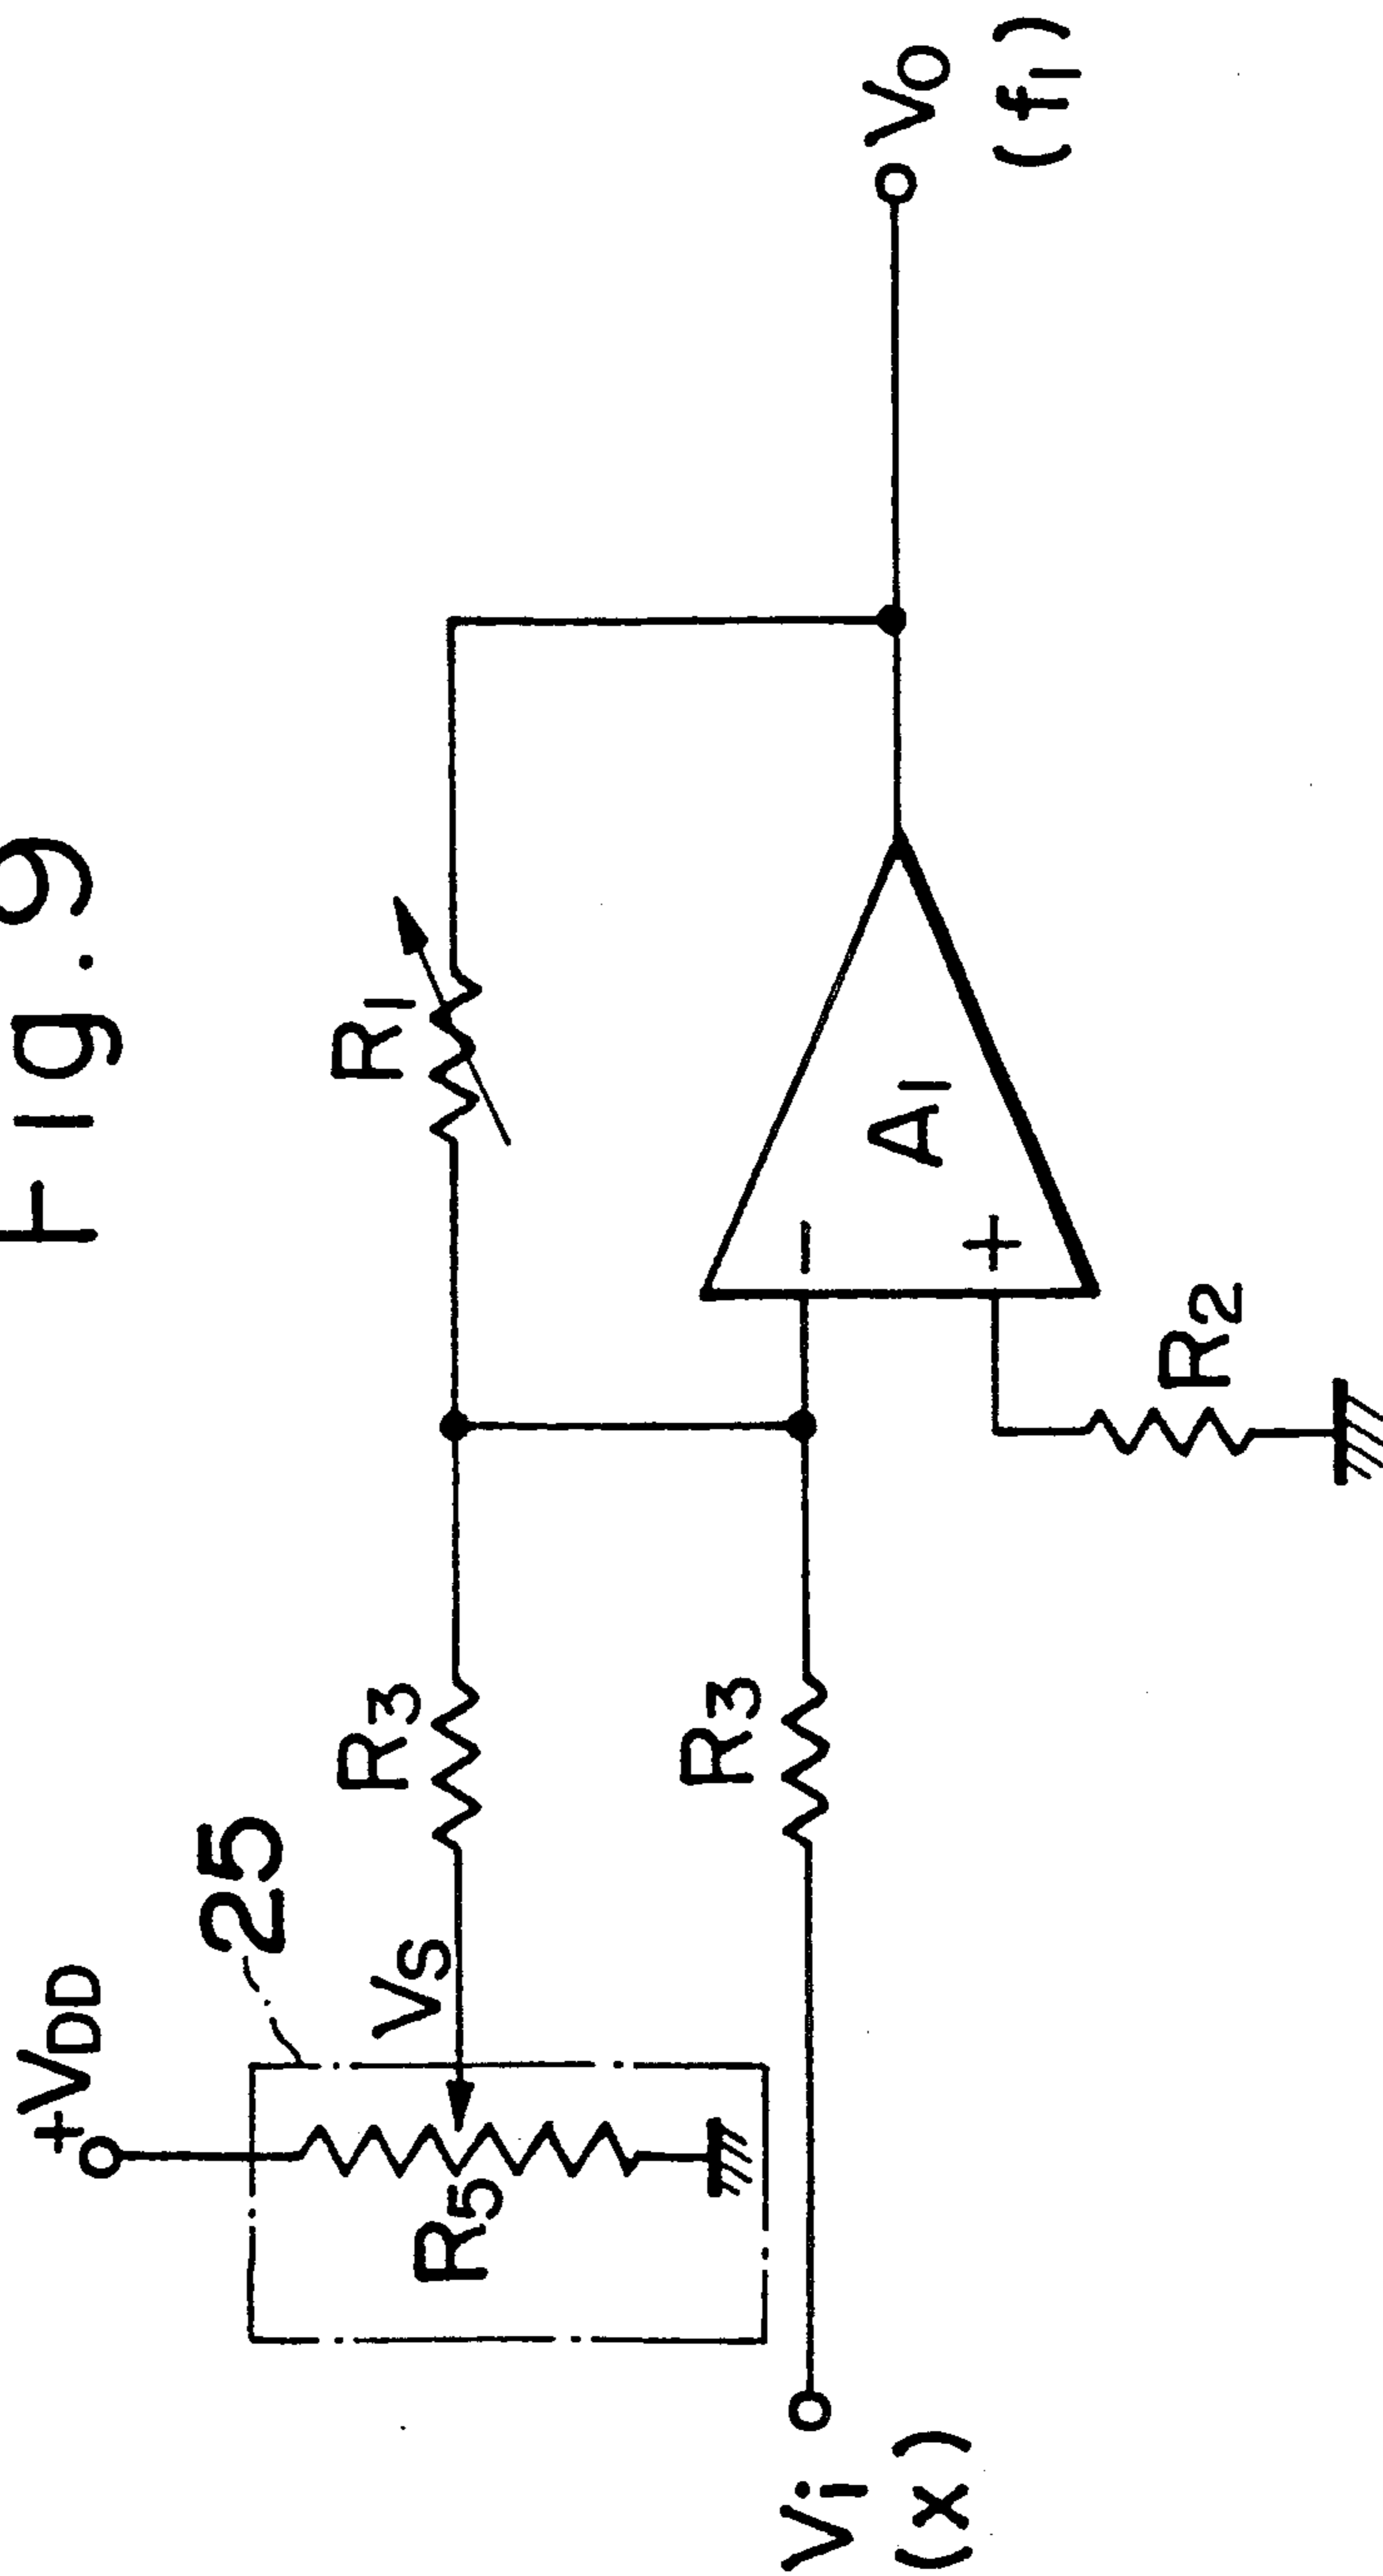 Fig.9
+VDD
25
R5
VS
R3
R1
R3
Vi
(x)
A1
−
+
R2
VO
(f1)